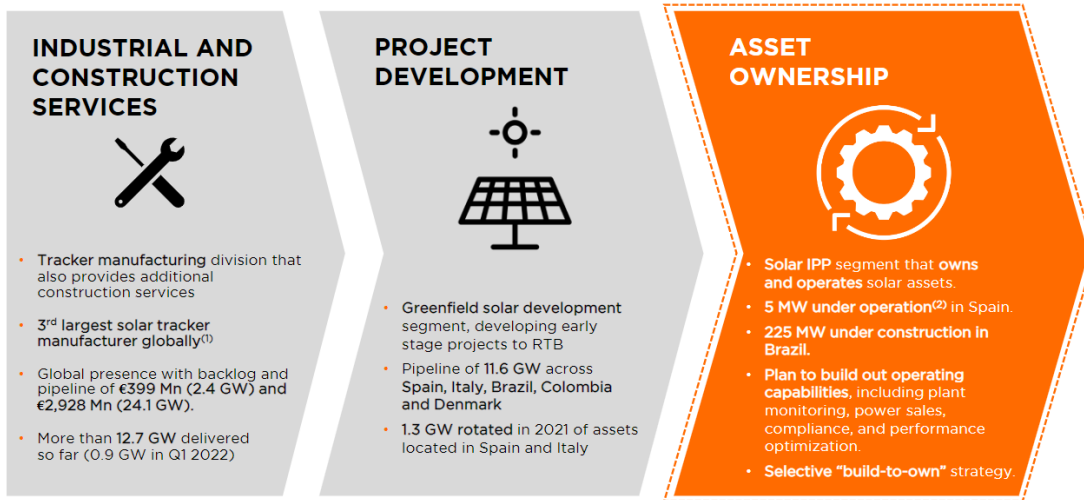 INDUSTRIAL AND
CONSTRUCTION
SERVICES
• Tracker manufacturing division that
also provides additional
construction services
• 3rd largest solar tracker
manufacturer globally(1)
• Global presence with backlog and
pipeline of €399 Mn (2.4 GW) and
€2,928 Mn (24.1 GW).
• More than 12.7 GW delivered
so far (0.9 GW in Q1 2022)
PROJECT
DEVELOPMENT
• Greenfield solar development
segment, developing early
stage projects to RTB
• Pipeline of 11.6 GW across
Spain, Italy, Brazil, Colombia
and Denmark
• 1.3 GW rotated in 2021 of assets
located in Spain and Italy
ASSET
OWNERSHIP
• Solar IPP segment that owns
and operates solar assets.
• 5 MW under operation(2) in Spain.
• 225 MW under construction in
Brazil.
• Plan to build out operating
capabilities, including plant
monitoring, power sales,
compliance, and performance
optimization.
• Selective “build-to-own” strategy.